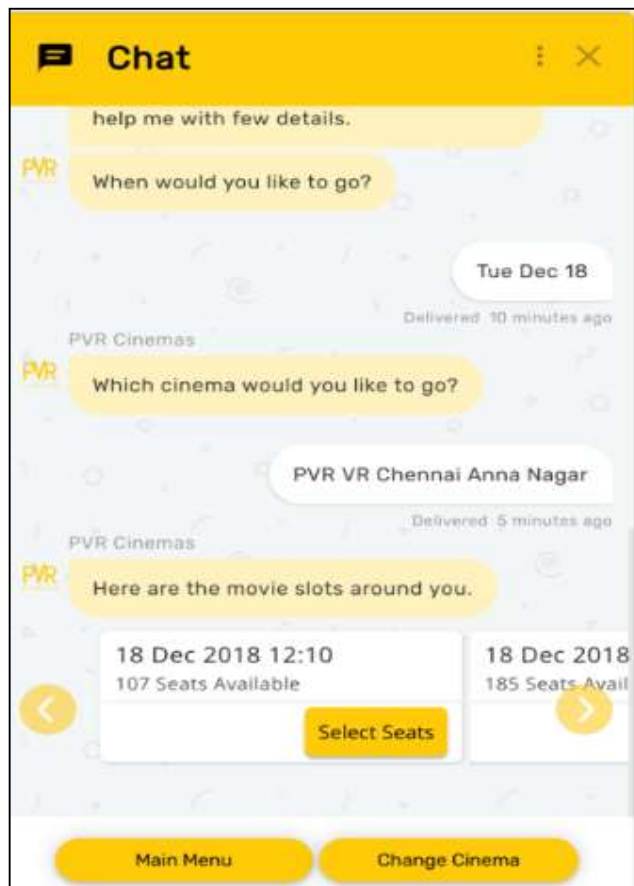 Chat
help me with few details.
PVR
When would you like to go?
Tue Dec 18
Delivered 10 minutes ago
PVR Cinemas
PVR
Which cinema would you like to go?
PVR VR Chennai Anna Nagar
Delivered 5 minutes ago
PVR Cinemas
PVR
Here are the movie slots around you.
18 Dec 2018 12:10
107 Seats Available
Select Seats
18 Dec 2018
185 Seats Avail
Main Menu
Change Cinema